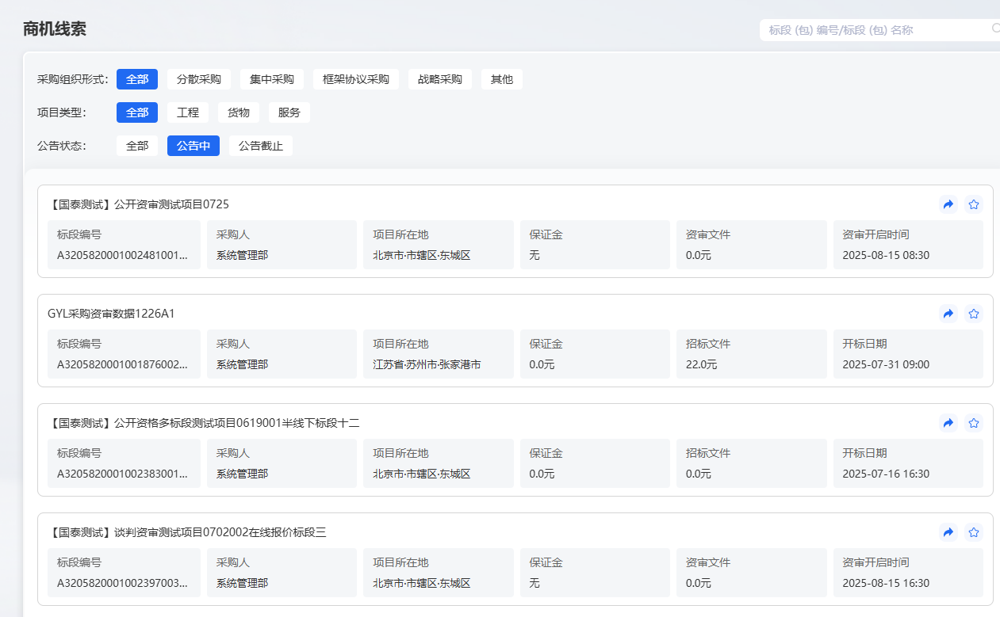 商机线索
标段 (包) 编号/标段 (包) 名称
采购组织形式: 全部 分散采购 集中采购 框架协议采购 战略采购 其他
项目类型: 全部 工程 货物 服务
公告状态: 全部 公告中 公告截止
【国泰测试】公开资审测试项目0725
标段编号 采购人 项目所在地 保证金 资审文件 资审开启时间
A3205820001002481001... 系统管理部 北京市·市辖区·东城区 无 0.0元 2025-08-15 08:30
GYL采购资审数据1226A1
标段编号 采购人 项目所在地 保证金 招标文件 开标日期
A3205820001001876002... 系统管理部 江苏省·苏州市·张家港市 0.0元 22.0元 2025-07-31 09:00
【国泰测试】公开资格多标段测试项目0619001半线下标段十二
标段编号 采购人 项目所在地 保证金 招标文件 开标日期
A3205820001002383001... 系统管理部 北京市·市辖区·东城区 0.0元 0.0元 2025-07-16 16:30
【国泰测试】谈判资审测试项目0702002在线报价标段三
标段编号 采购人 项目所在地 保证金 资审文件 资审开启时间
A3205820001002397003... 系统管理部 北京市·市辖区·东城区 无 0.0元 2025-08-15 16:30